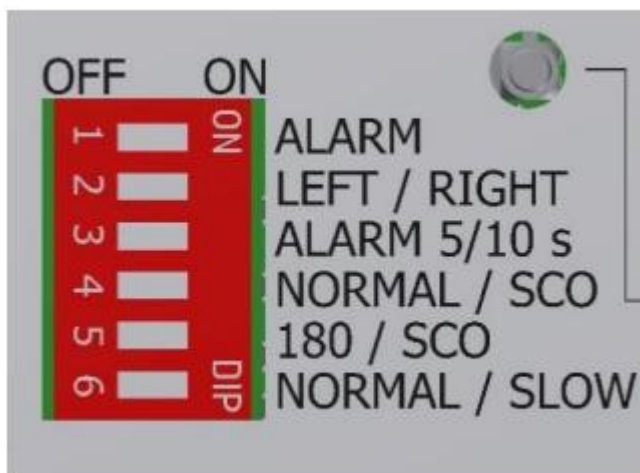 OFF ON
1 ON ALARM
2 LEFT / RIGHT
3 ALARM 5/10 s
4 NORMAL / SCO
5 180 / SCO
6 DIP NORMAL / SLOW